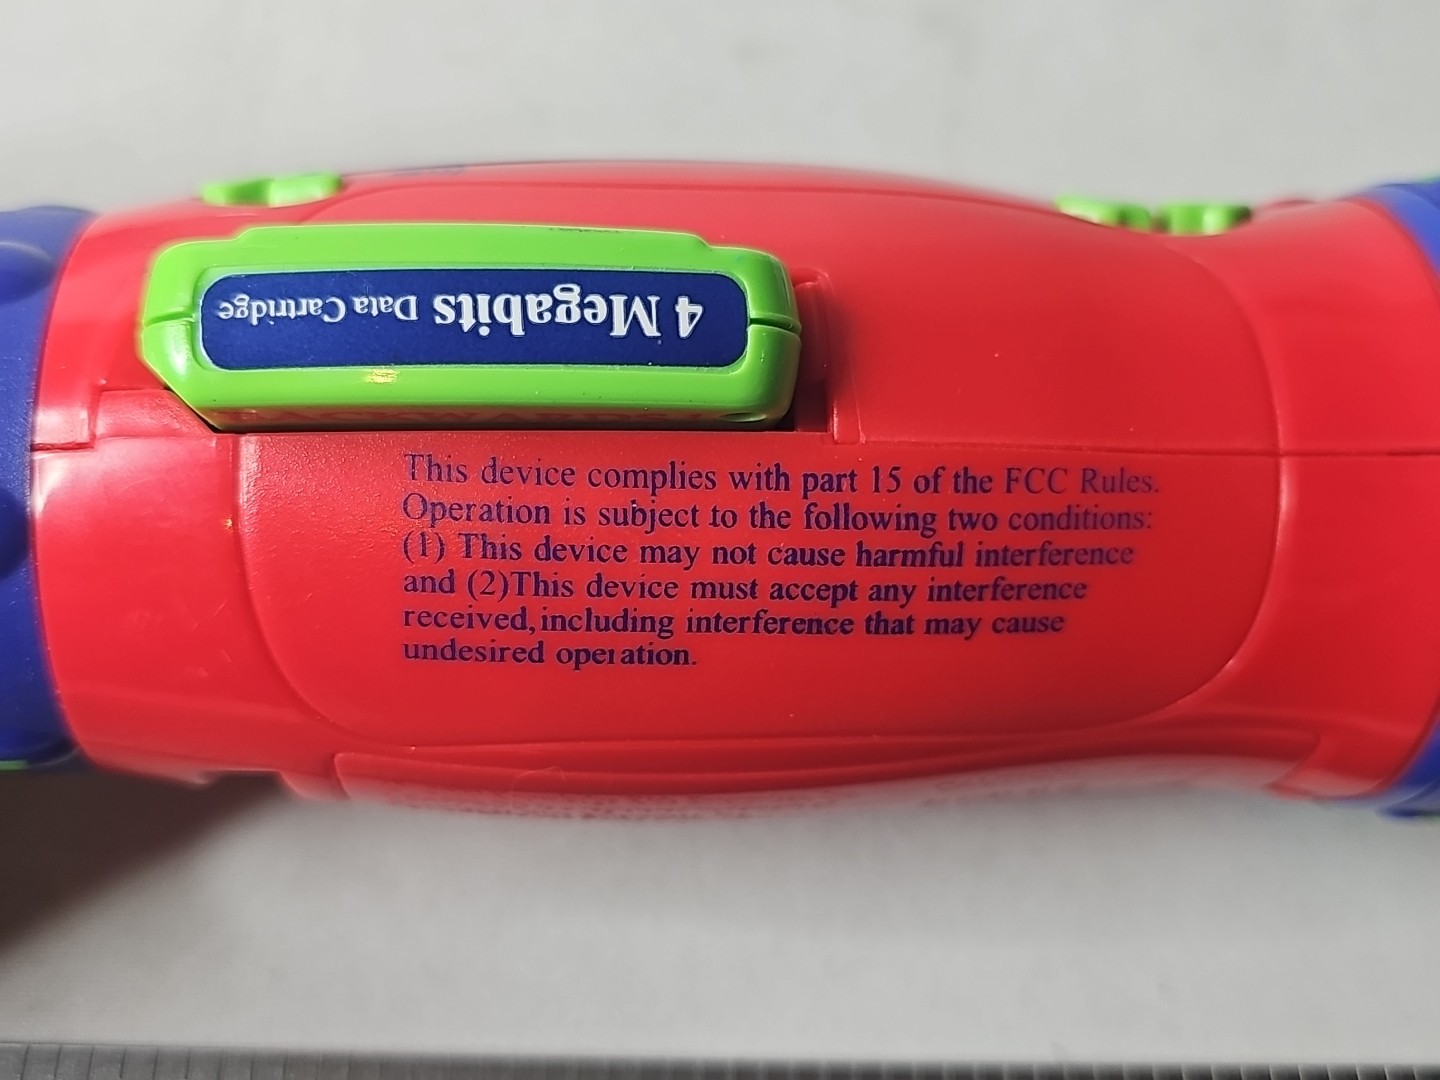 4 Megabits Data Cartridge
This device complies with part 15 of the FCC Rules.
Operation is subject to the following two conditions:
(1) This device may not cause harmful interference
and (2)This device must accept any interference
received,including interference that may cause
undesired operation.